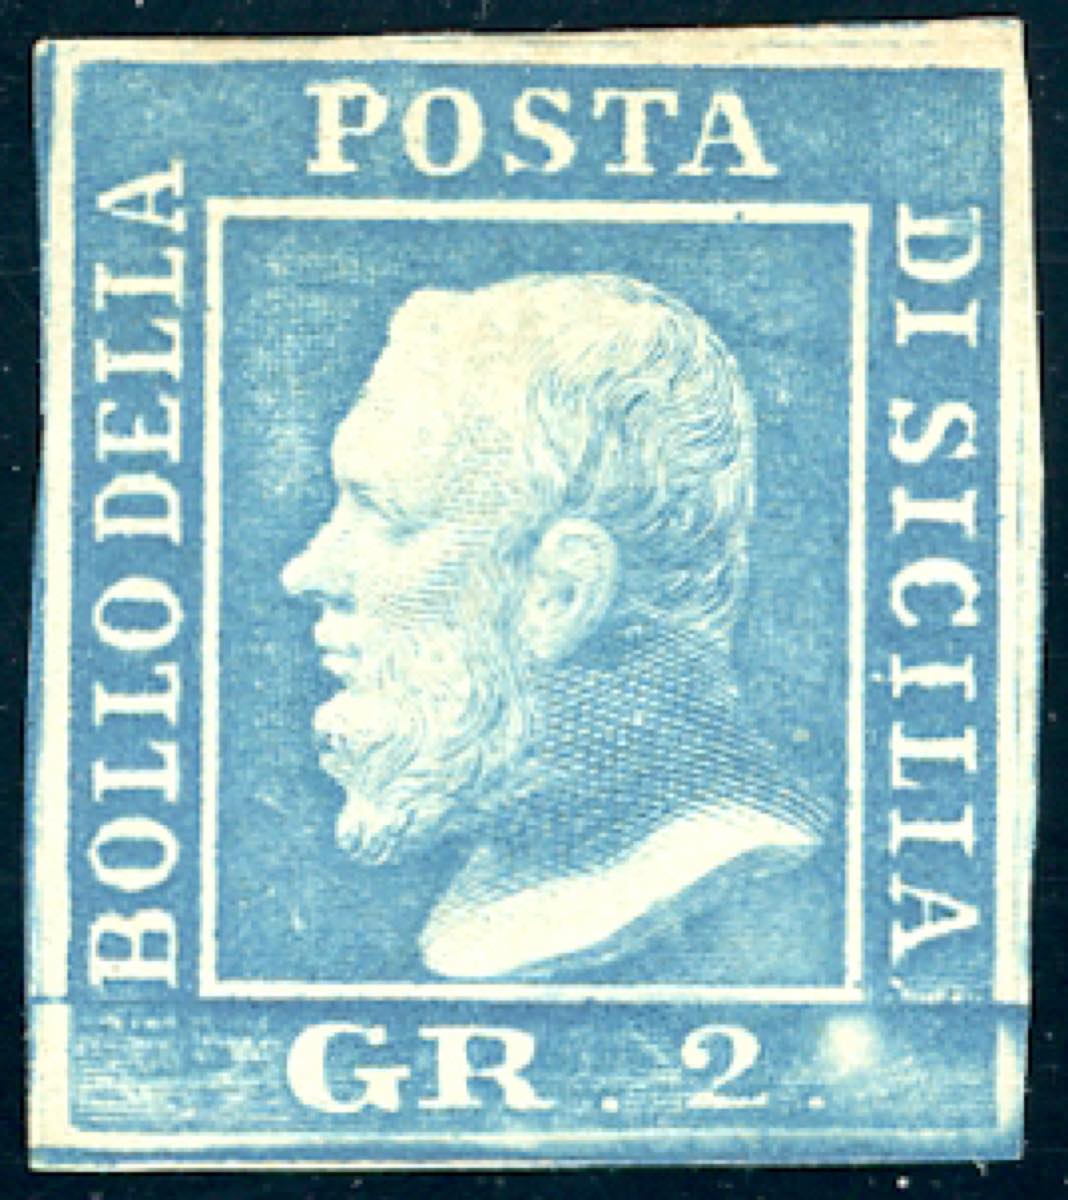 BOLLO DELLA
POSTA
DI SICILIA
GR. 2.